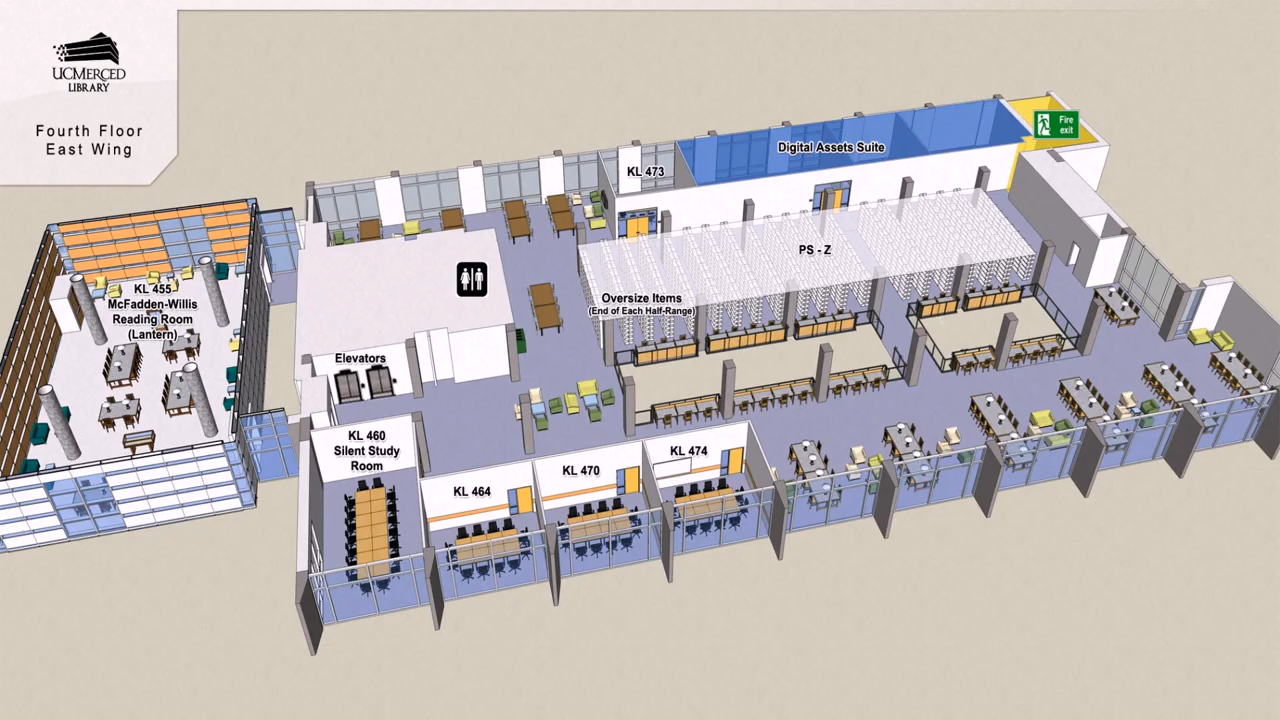 UCMERCED
LIBRARY
Fourth Floor
East Wing
Fire
exit
Digital Assets Suite
KL 473
PS - Z
Oversize Items
(End of Each Half-Range)
KL 455
McFadden-Willis
Reading Room
(Lantern)
Elevators
KL 460
Silent Study
Room
KL 464
KL 470
KL 474